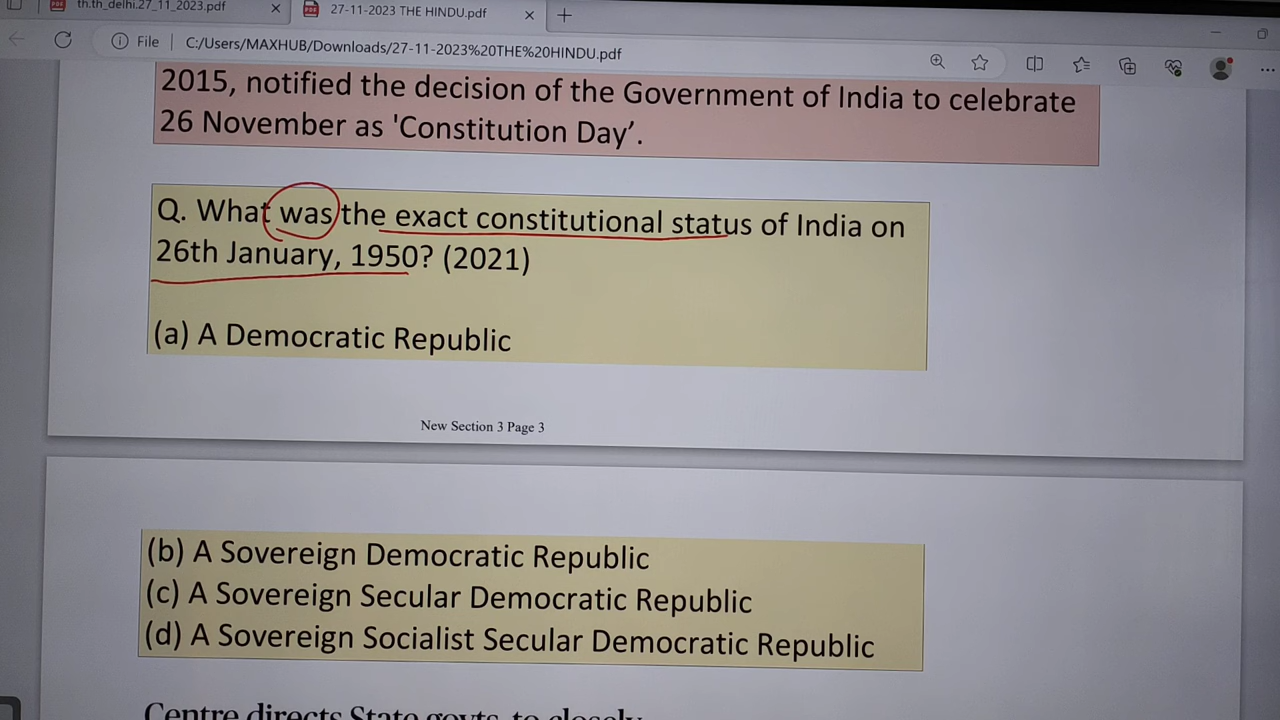 th.th_delhi.27_11_2023.pdf
27-11-2023 THE HINDU.pdf
File | C:/Users/MAXHUB/Downloads/27-11-2023%20THE%20HINDU.pdf
2015, notified the decision of the Government of India to celebrate
26 November as 'Constitution Day’.
Q. What was the exact constitutional status of India on
26th January, 1950? (2021)
(a) A Democratic Republic
New Section 3 Page 3
(b) A Sovereign Democratic Republic
(c) A Sovereign Secular Democratic Republic
(d) A Sovereign Socialist Secular Democratic Republic
Centre directs State govts. to closely